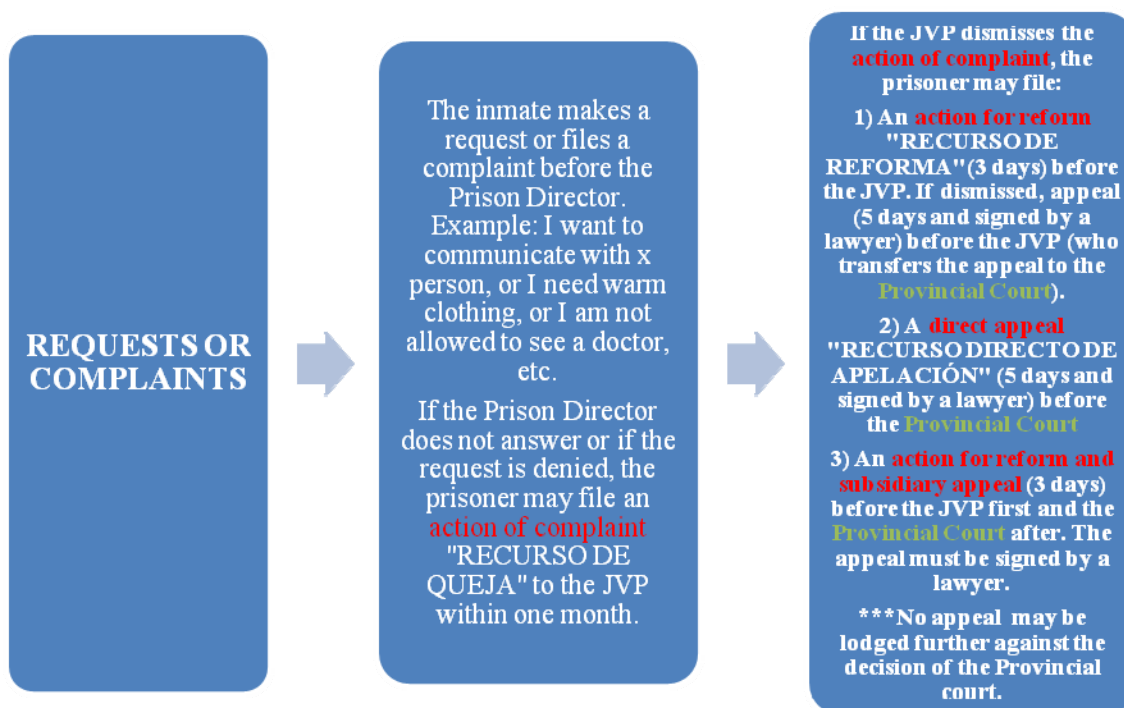 REQUESTS OR
COMPLAINTS
The inmate makes a
request or files a
complaint before the
Prison Director.
Example: I want to
communicate with x
person, or I need warm
clothing, or I am not
allowed to see a doctor,
etc.
If the Prison Director
does not answer or if the
request is denied, the
prisoner may file an
action of complaint
"RECURSO DE
QUEJA" to the JVP
within one month.
If the JVP dismisses the
action of complaint, the
prisoner may file:
1) An action for reform
"RECURSO DE
REFORMA" (3 days) before
the JVP. If dismissed, appeal
(5 days and signed by a
lawyer) before the JVP (who
transfers the appeal to the
Provincial Court).
2) A direct appeal
"RECURSO DIRECTO DE
APELACIÓN" (5 days and
signed by a lawyer) before
the Provincial Court
3) An action for reform and
subsidiary appeal (3 days)
before the JVP first and the
Provincial Court after. The
appeal must be signed by a
lawyer.
***No appeal may be
lodged further against the
decision of the Provincial
court.